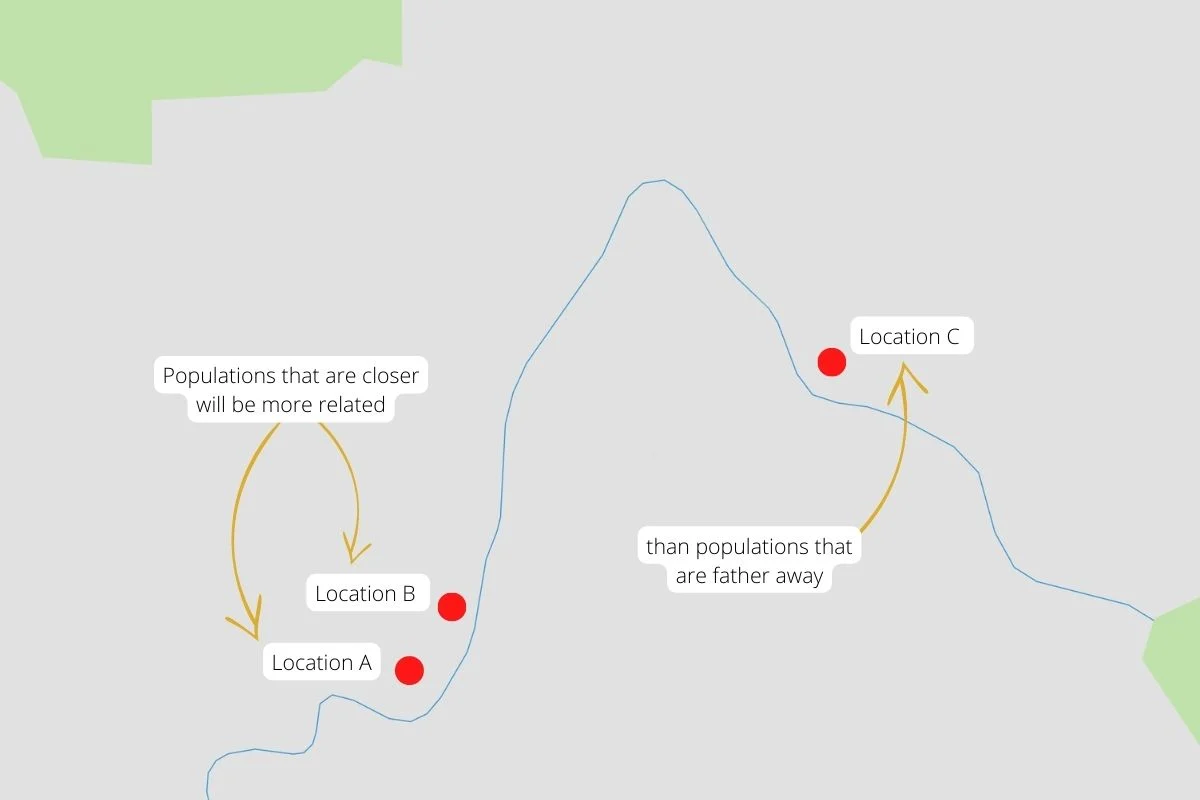 Populations that are closer
will be more related
Location B
Location A
Location C
than populations that
are father away